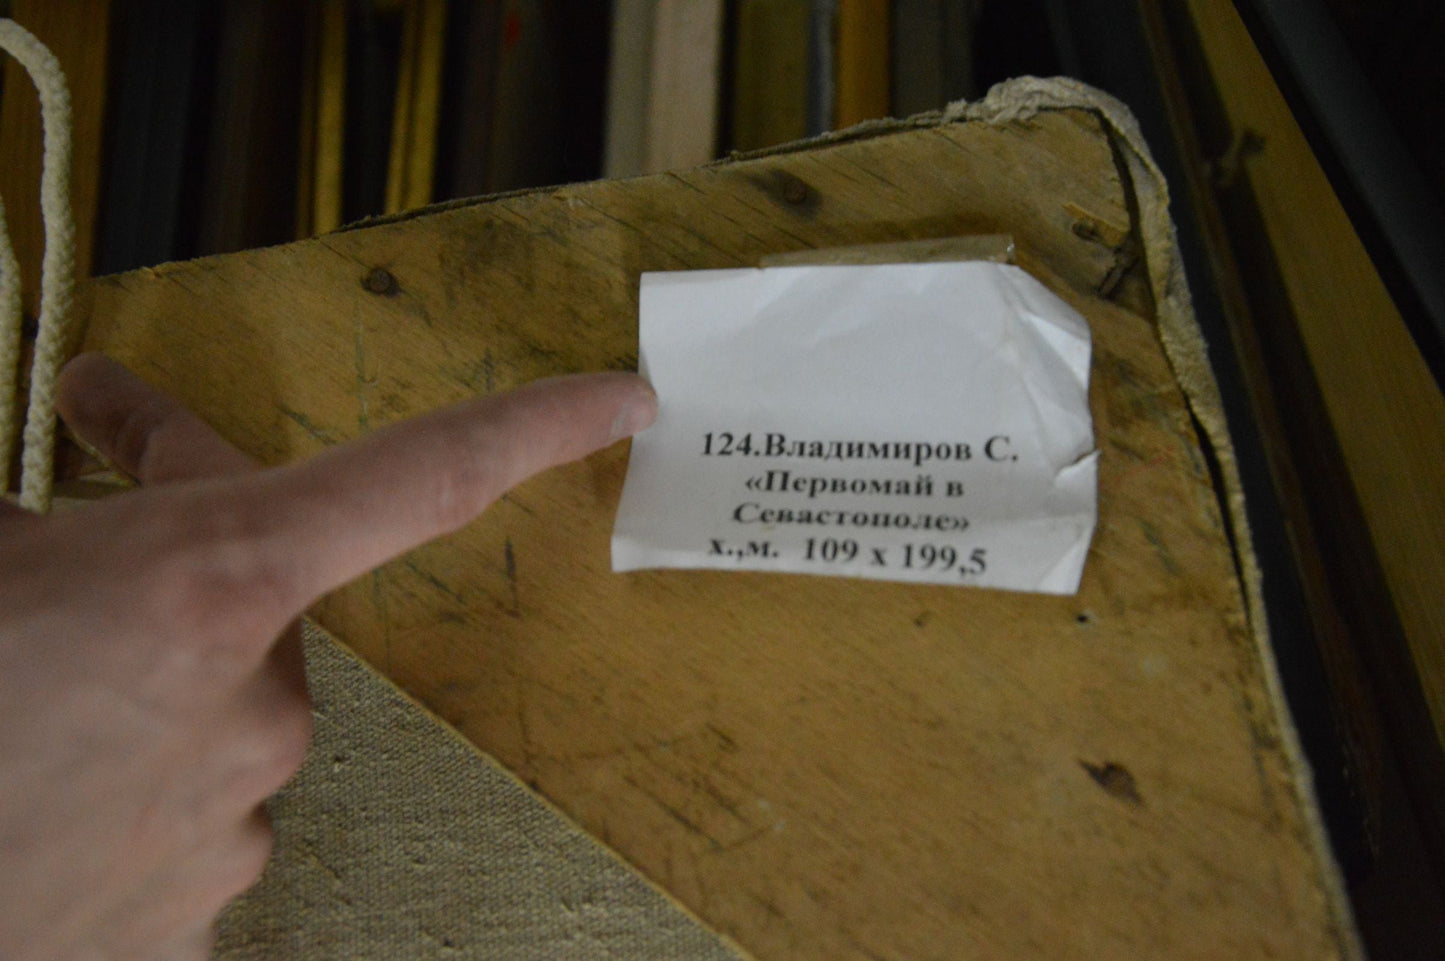 124.Владимиров С.
«Первомай в
Севастополе»
х.,м. 109 х 199,5